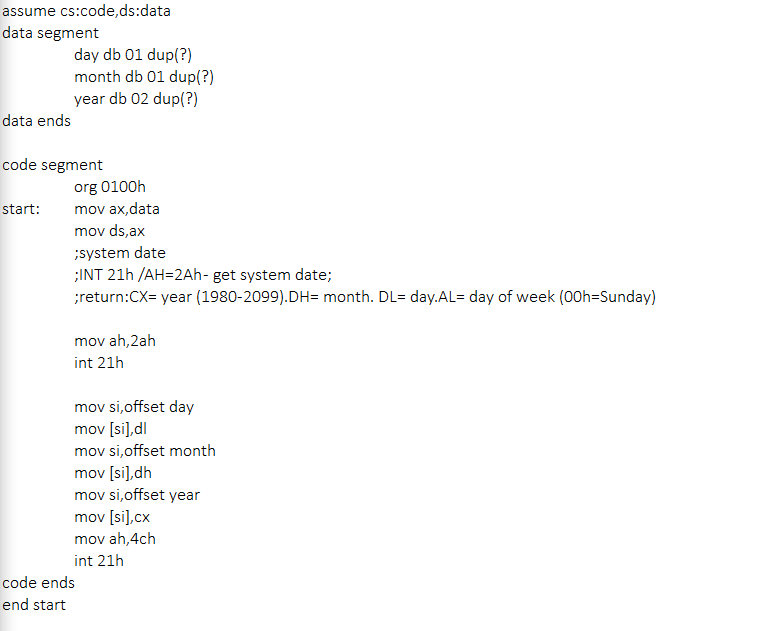 assume cs:code,ds:data
data segment
day db 01 dup(?)
month db 01 dup(?)
year db 02 dup(?)
data ends
code segment
org 0100h
start: mov ax,data
mov ds,ax
;system date
;INT 21h /AH=2Ah- get system date;
;return:CX= year (1980-2099).DH= month. DL= day.AL= day of week (00h=Sunday)
mov ah,2ah
int 21h
mov si,offset day
mov [si],dl
mov si,offset month
mov [si],dh
mov si,offset year
mov [si],cx
mov ah,4ch
int 21h
code ends
end start